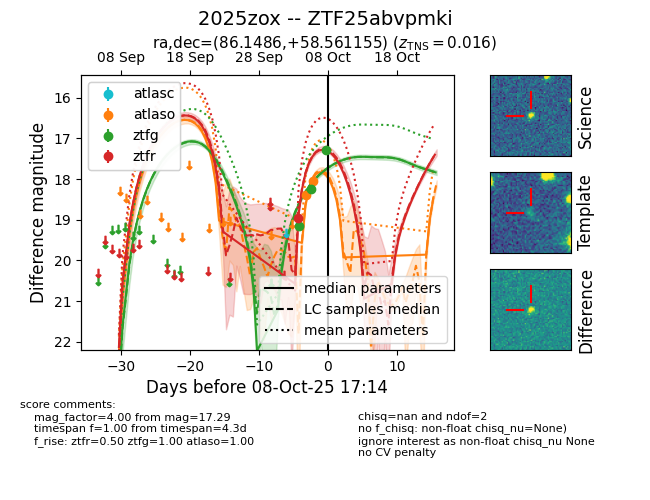 2025zox -- ZTF25abvpmki
ra,dec=(86.1486,+58.561155) (z_TNS = 0.016)
08 Sep 18 Sep 28 Sep 08 Oct 18 Oct
Difference magnitude
16
17
18
19
20
21
22
atlasc
atlaso
ztfg
ztfr
median parameters
LC samples median
mean parameters
−30 −20 −10 0 10
Days before 08-Oct-25 17:14
Science
Template
Difference
score comments:
mag_factor=4.00 from mag=17.29
timespan f=1.00 from timespan=4.3d
f_rise: ztfr=0.50 ztfg=1.00 atlaso=1.00
chisq=nan and ndof=2
no f_chisq: non-float chisq_nu=None)
ignore interest as non-float chisq_nu None
no CV penalty